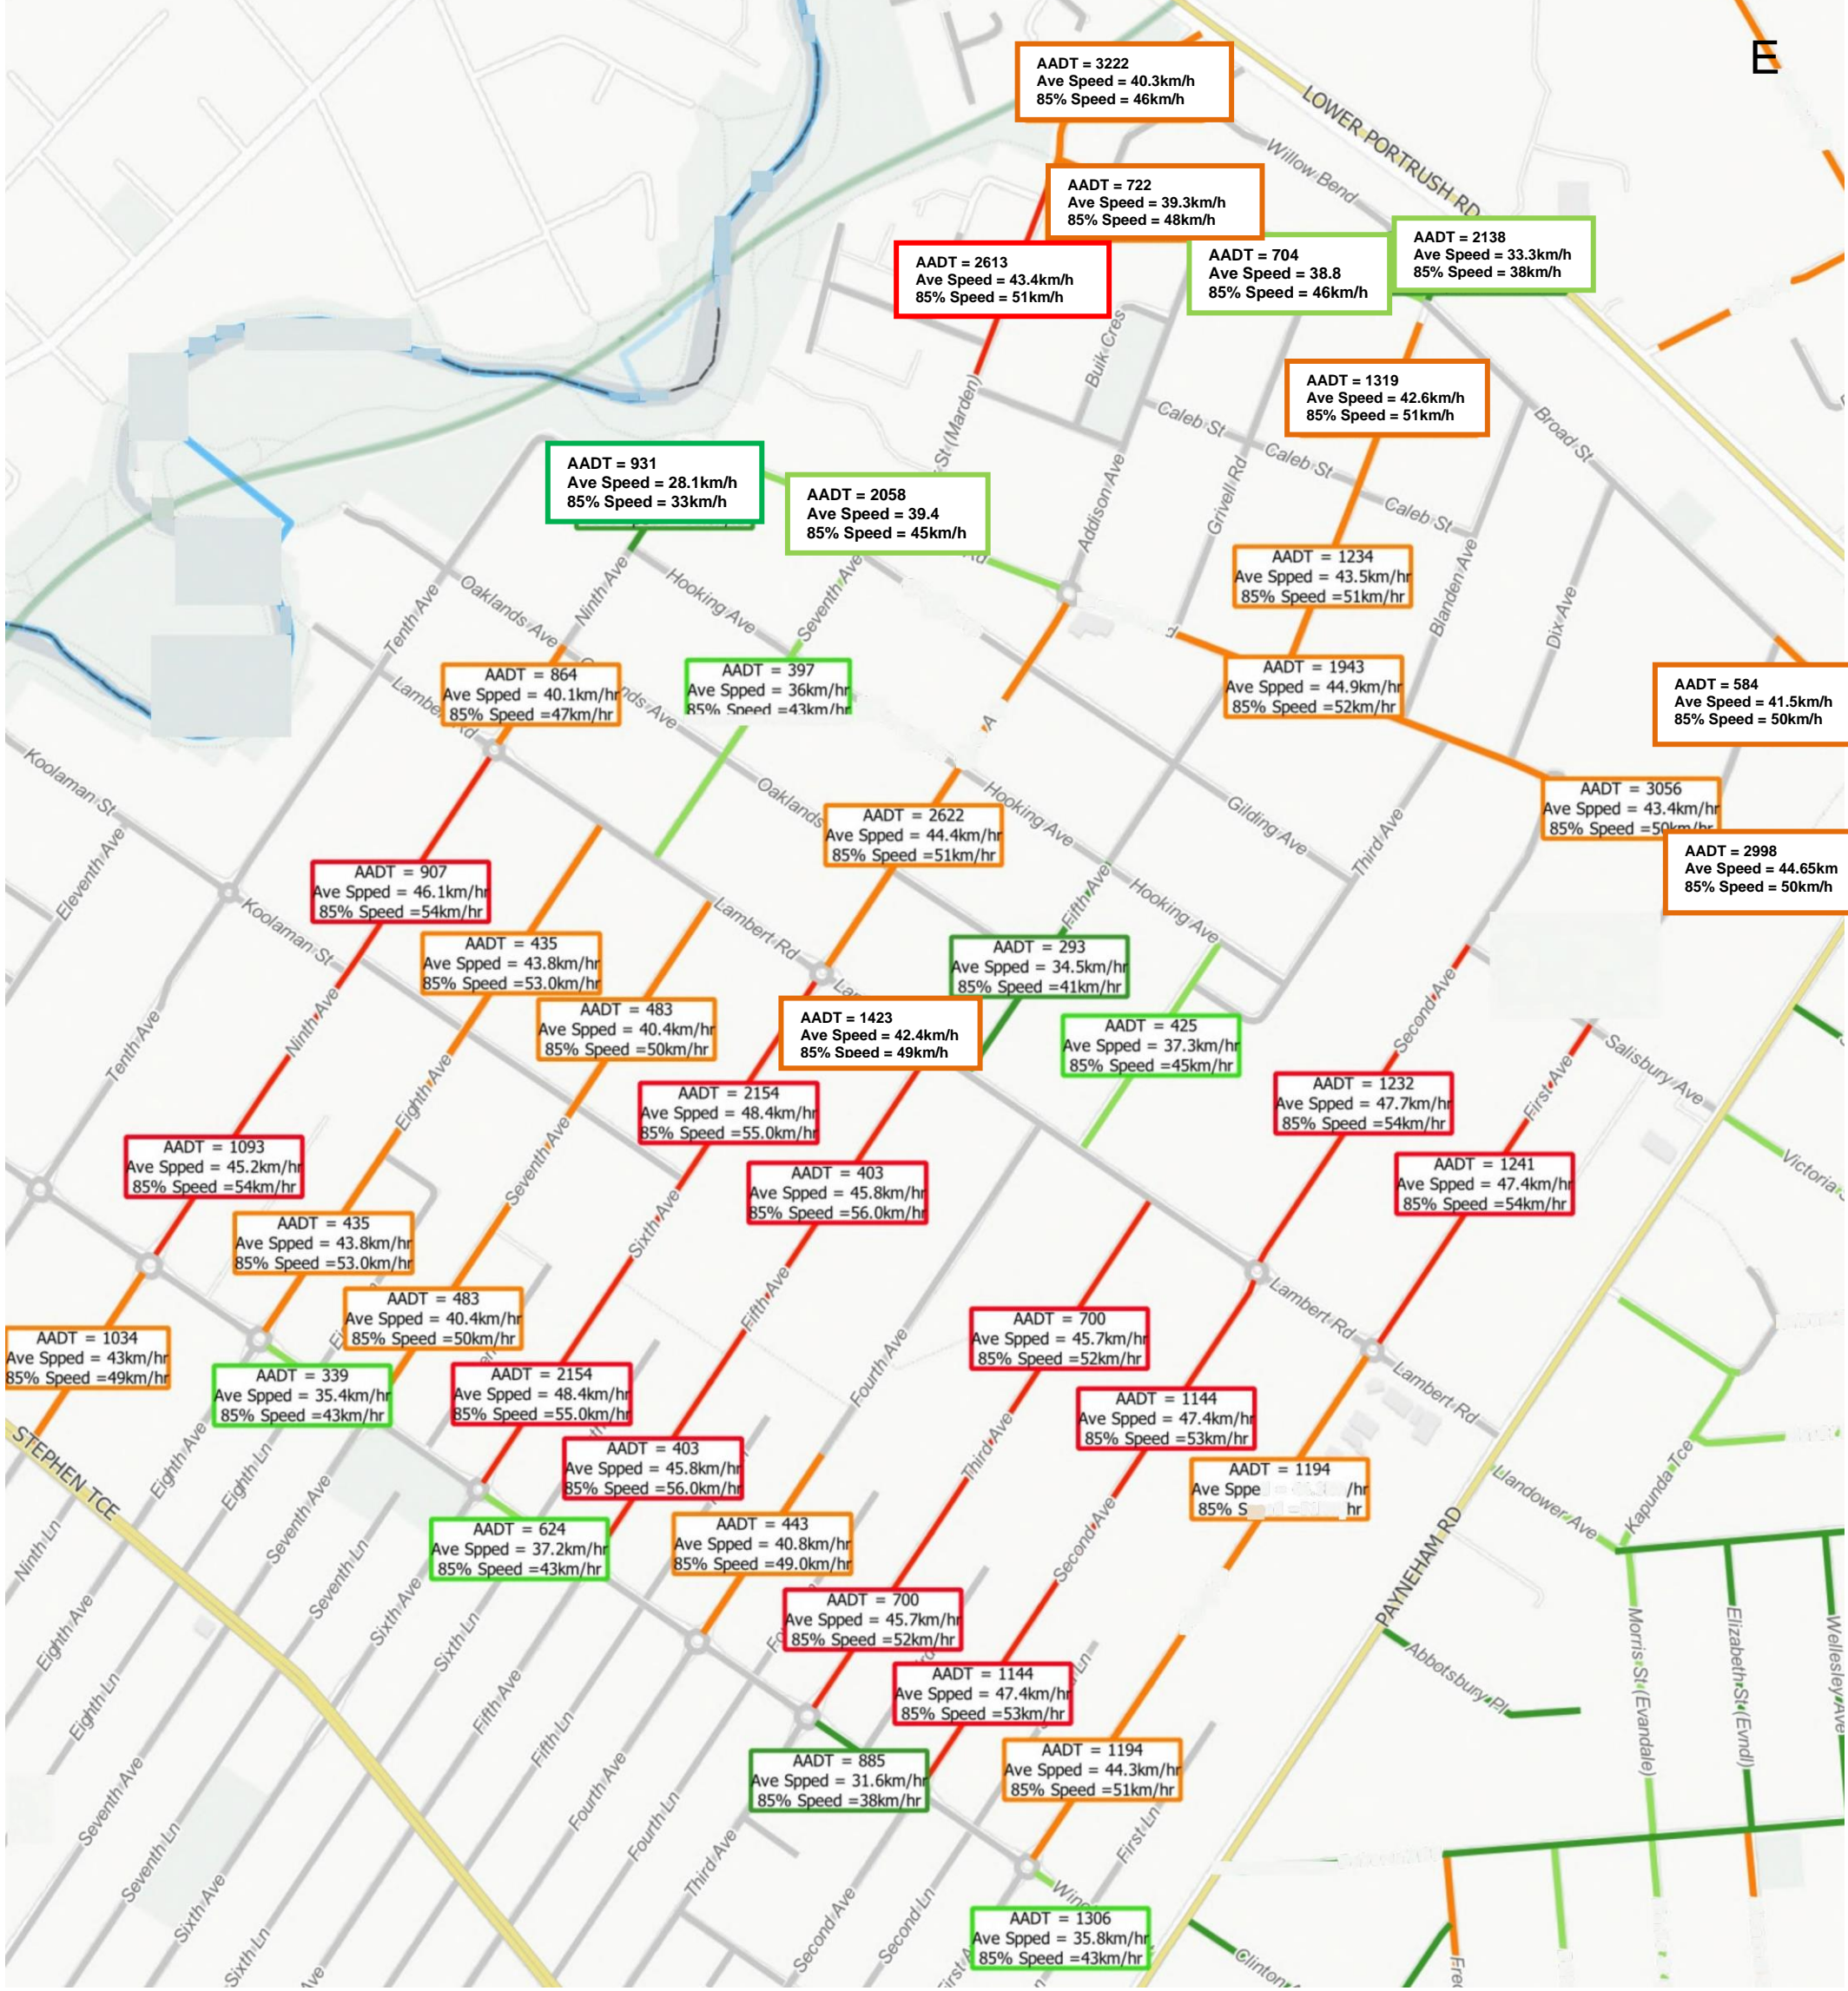 E
AADT = 3222
Ave Speed = 40.3km/h
85% Speed = 46km/h
LOWER PORTRUSH RD
Willow Bend
AADT = 722
Ave Speed = 39.3km/h
85% Speed = 48km/h
AADT = 2613
Ave Speed = 43.4km/h
85% Speed = 51km/h
AADT = 704
Ave Speed = 38.8
85% Speed = 46km/h
AADT = 2138
Ave Speed = 33.3km/h
85% Speed = 38km/h
Buik Cres
AADT = 1319
Ave Speed = 42.6km/h
85% Speed = 51km/h
St (Marden)
Caleb St
Caleb St
Caleb St
Broad St
AADT = 931
Ave Speed = 28.1km/h
85% Speed = 33km/h
AADT = 2058
Ave Speed = 39.4
85% Speed = 45km/h
Addison Ave
Grivell Rd
Blanden Ave
Dix Ave
AADT = 1234
Ave Spped = 43.5km/hr
85% Speed =51km/hr
Tenth Ave
Oaklands Ave
Ninth Ave
Hooking Ave
Seventh Ave
AADT = 864
Ave Spped = 40.1km/hr
85% Speed =47km/hr
AADT = 397
Ave Spped = 36km/hr
85% Speed =43km/hr
AADT = 1943
Ave Spped = 44.9km/hr
85% Speed =52km/hr
AADT = 584
Ave Speed = 41.5km/h
85% Speed = 50km/h
Koolaman St
Oaklands
Hooking Ave
Gilding Ave
Third Ave
AADT = 2622
Ave Spped = 44.4km/hr
85% Speed =51km/hr
AADT = 3056
Ave Spped = 43.4km/hr
85% Speed =50km/hr
AADT = 2998
Ave Speed = 44.65km
85% Speed = 50km/h
Eleventh Ave
AADT = 907
Ave Spped = 46.1km/hr
85% Speed =54km/hr
Koolaman St
Lambert Rd
Fifth Ave
Hooking Ave
AADT = 435
Ave Spped = 43.8km/hr
85% Speed =53.0km/hr
AADT = 293
Ave Spped = 34.5km/hr
85% Speed =41km/hr
AADT = 483
Ave Spped = 40.4km/hr
85% Speed =50km/hr
AADT = 1423
Ave Speed = 42.4km/h
85% Speed = 49km/h
AADT = 425
Ave Spped = 37.3km/hr
85% Speed =45km/hr
Second Ave
Tenth Ave
Ninth Ave
Eighth Ave
AADT = 2154
Ave Spped = 48.4km/hr
85% Speed =55.0km/hr
AADT = 1232
Ave Spped = 47.7km/hr
85% Speed =54km/hr
First Ave
Salisbury Ave
AADT = 1093
Ave Spped = 45.2km/hr
85% Speed =54km/hr
Seventh Ave
AADT = 403
Ave Spped = 45.8km/hr
85% Speed =56.0km/hr
AADT = 1241
Ave Spped = 47.4km/hr
85% Speed =54km/hr
Victoria
AADT = 435
Ave Spped = 43.8km/hr
85% Speed =53.0km/hr
Sixth Ave
Fifth Ave
AADT = 483
Ave Spped = 40.4km/hr
85% Speed =50km/hr
Lambert Rd
AADT = 1034
Ave Spped = 43km/hr
85% Speed =49km/hr
AADT = 700
Ave Spped = 45.7km/hr
85% Speed =52km/hr
Fourth Ave
AADT = 339
Ave Spped = 35.4km/hr
85% Speed =43km/hr
AADT = 2154
Ave Spped = 48.4km/hr
85% Speed =55.0km/hr
AADT = 1144
Ave Spped = 47.4km/hr
85% Speed =53km/hr
Lambert Rd
STEPHEN TCE
Eighth Ave
Eighth Ln
AADT = 403
Ave Spped = 45.8km/hr
85% Speed =56.0km/hr
Third Ave
AADT = 1194
Llandower Ave
Kapunda Tce
Ninth Ln
Seventh Ave
AADT = 624
Ave Spped = 37.2km/hr
85% Speed =43km/hr
AADT = 443
Ave Spped = 40.8km/hr
85% Speed =49.0km/hr
Second Ave
PAYNEHAM RD
Eighth Ave
Seventh Ln
Sixth Ave
Sixth Ln
AADT = 700
Ave Spped = 45.7km/hr
85% Speed =52km/hr
Abbotsbury Pl
Morris St (Evandale)
Elizabeth St (Evndl)
Wellesley Ave
Eighth Ln
Fifth Ave
Fifth Ln
AADT = 1144
Ave Spped = 47.4km/hr
85% Speed =53km/hr
AADT = 885
Ave Spped = 31.6km/hr
85% Speed =38km/hr
AADT = 1194
Ave Spped = 44.3km/hr
85% Speed =51km/hr
Seventh Ave
Seventh Ln
Fourth Ave
Fourth Ln
Third Ave
First Ln
Sixth Ave
Sixth Ln
Second Ave
Second Ln
AADT = 1306
Ave Spped = 35.8km/hr
85% Speed =43km/hr
Clinton
Ave